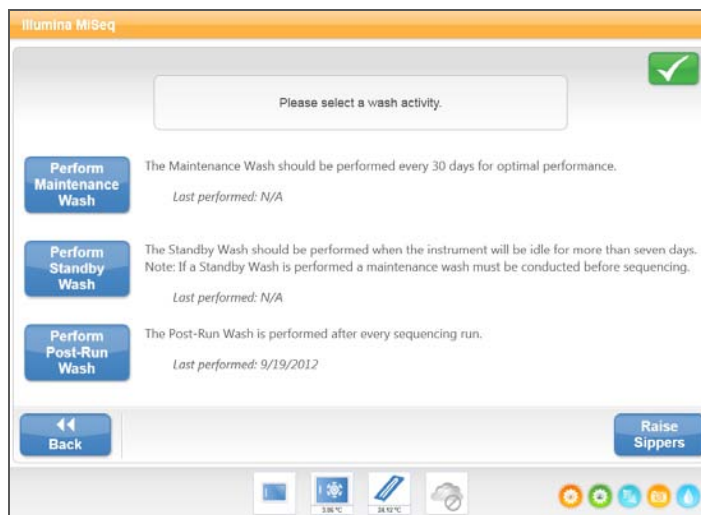 Illumina MiSeq
Please select a wash activity.
Perform
Maintenance
Wash
The Maintenance Wash should be performed every 30 days for optimal performance.
Last performed: N/A
Perform
Standby
Wash
The Standby Wash should be performed when the instrument will be idle for more than seven days.
Note: If a Standby Wash is performed a maintenance wash must be conducted before sequencing.
Last performed: N/A
Perform
Post-Run
Wash
The Post-Run Wash is performed after every sequencing run.
Last performed: 9/19/2012
Back
Raise
Sippers